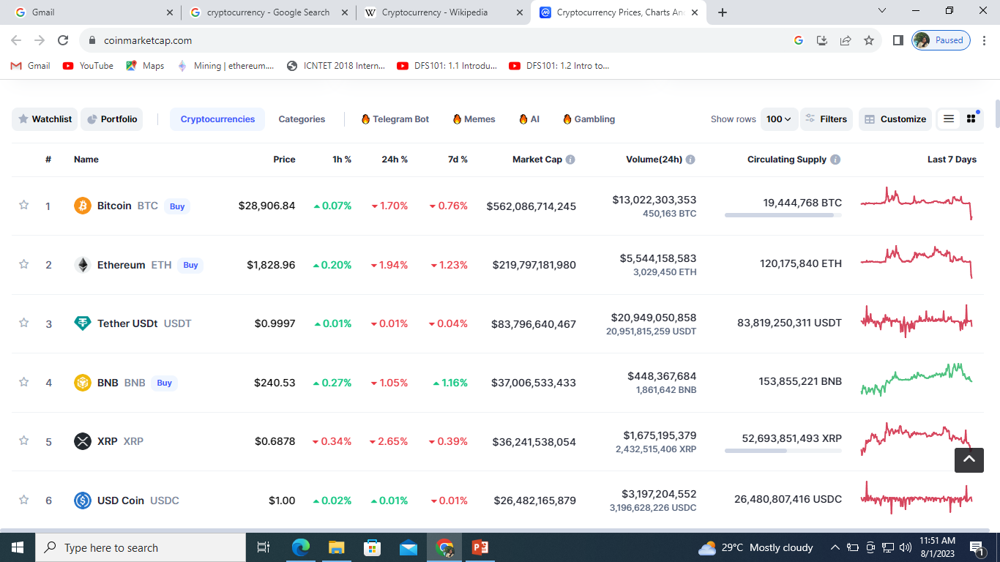 Gmail cryptocurrency - Google Search Cryptocurrency - Wikipedia Cryptocurrency Prices, Charts An
coinmarketcap.com Paused
Gmail YouTube Maps Mining | ethereum.... ICNTET 2018 Intern... DFS101: 1.1 Introdu... DFS101: 1.2 Intro to...
Watchlist Portfolio Cryptocurrencies Categories Telegram Bot Memes AI Gambling Show rows 100 Filters Customize
# Name Price 1h % 24h % 7d % Market Cap Volume(24h) Circulating Supply Last 7 Days
1 Bitcoin BTC Buy $28,906.84 0.07% 1.70% 0.76% $562,086,714,245 $13,022,303,353 19,444,768 BTC
450,163 BTC
2 Ethereum ETH Buy $1,828.96 0.20% 1.94% 1.23% $219,797,181,980 $5,544,158,583 120,175,840 ETH
3,029,450 ETH
3 Tether USDt USDT $0.9997 0.01% 0.01% 0.04% $83,796,640,467 $20,949,050,858 83,819,250,311 USDT
20,951,815,259 USDT
4 BNB BNB Buy $240.53 0.27% 1.05% 1.16% $37,006,533,433 $448,367,684 153,855,221 BNB
1,861,642 BNB
5 XRP XRP $0.6878 0.34% 2.65% 0.39% $36,241,538,054 $1,675,195,379 52,693,851,493 XRP
2,432,515,406 XRP
6 USD Coin USDC $1.00 0.02% 0.01% 0.01% $26,482,165,879 $3,197,204,552 26,480,807,416 USDC
3,196,628,226 USDC
Type here to search 29°C Mostly cloudy 11:51 AM
8/1/2023 1